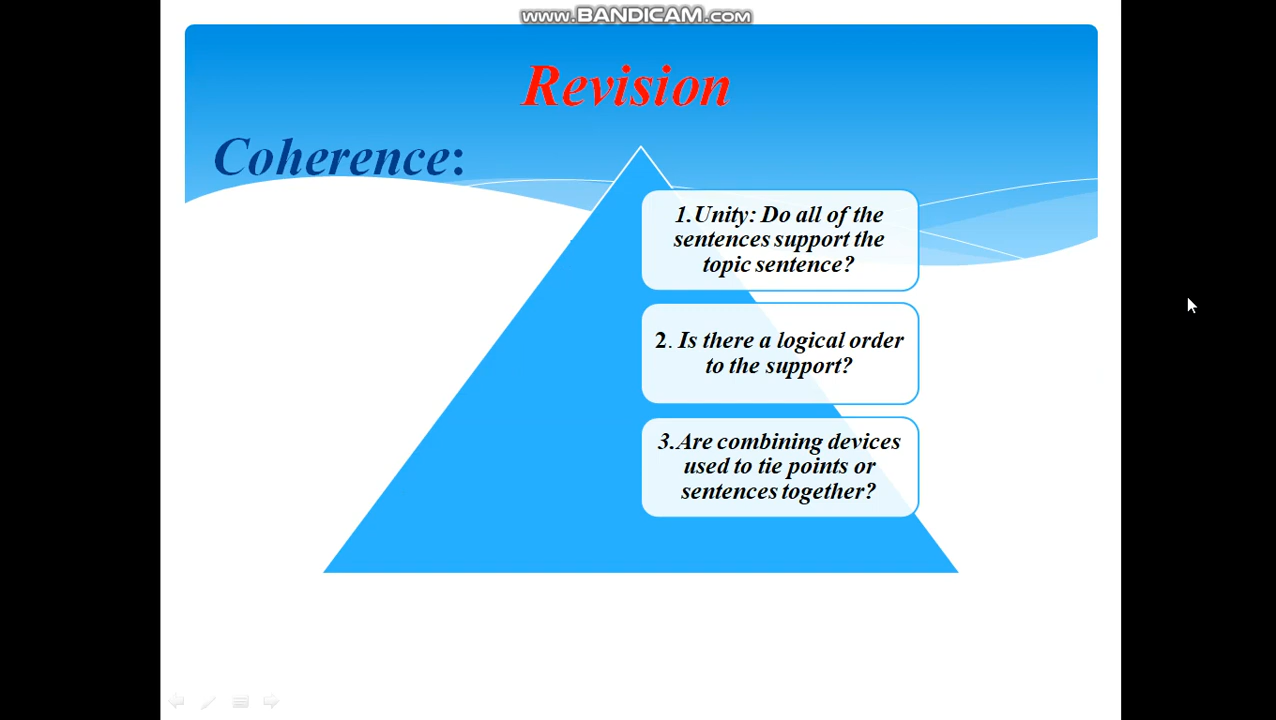 www.BANDICAM.com
Revision
Coherence:
1.Unity: Do all of the
sentences support the
topic sentence?
2. Is there a logical order
to the support?
3.Are combining devices
used to tie points or
sentences together?